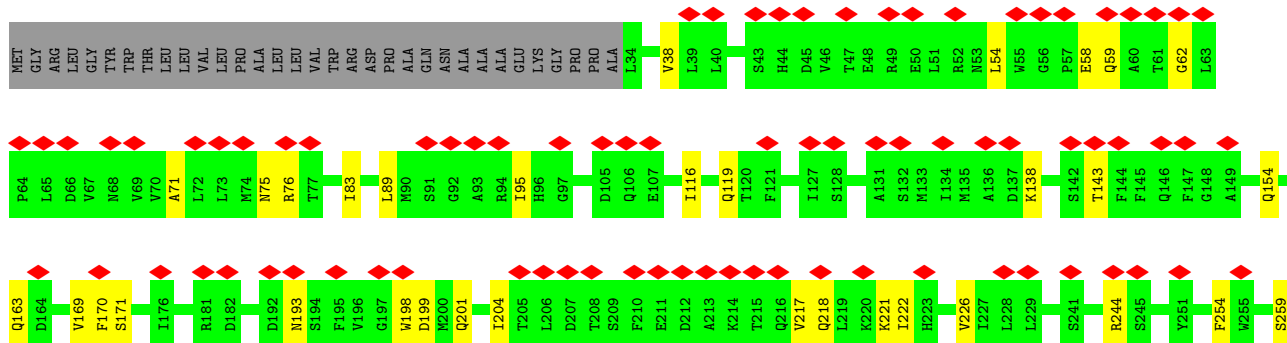 MET GLY ARG LEU GLY TYR TRP THR LEU LEU VAL LEU PRO ALA LEU LEU VAL TRP ARG ASP PRO ALA GLN ASN ALA ALA ALA GLU LYS GLY PRO PRO ALA L34 V38 L39 L40 S43 H44 D45 V46 T47 E48 R49 E50 L51 R52 N53 L54 W55 G56 P57 E58 Q59 A60 T61 G62 L63
P64 L65 D66 V67 N68 V69 V70 A71 L72 L73 M74 N75 R76 T77 I83 L89 M90 S91 G92 A93 R94 I95 H96 G97 D105 Q106 E107 I116 Q119 T120 F121 I127 S128 A131 S132 M133 I134 M135 A136 D137 K138 S142 T143 F144 F145 Q146 F147 G148 A149 Q154
Q163 D164 V169 F170 S171 I176 R181 D182 D192 N193 S194 F195 V196 G197 W198 D199 M200 Q201 I204 T205 L206 D207 T208 S209 F210 E211 D212 A213 K214 T215 Q216 V217 Q218 L219 K220 K221 I222 H223 V226 I227 L228 L229 S241 R244 S245 Y251 F254 W255 S259